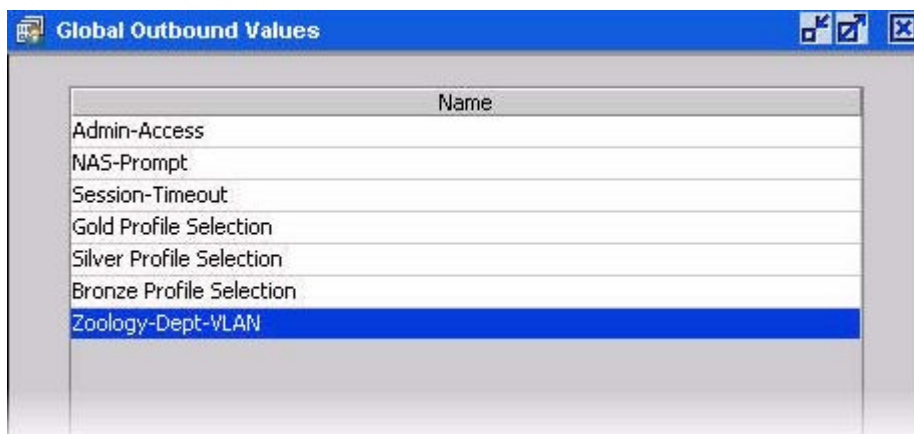 Global Outbound Values
Name
Admin-Access
NAS-Prompt
Session-Timeout
Gold Profile Selection
Silver Profile Selection
Bronze Profile Selection
Zoology-Dept-VLAN